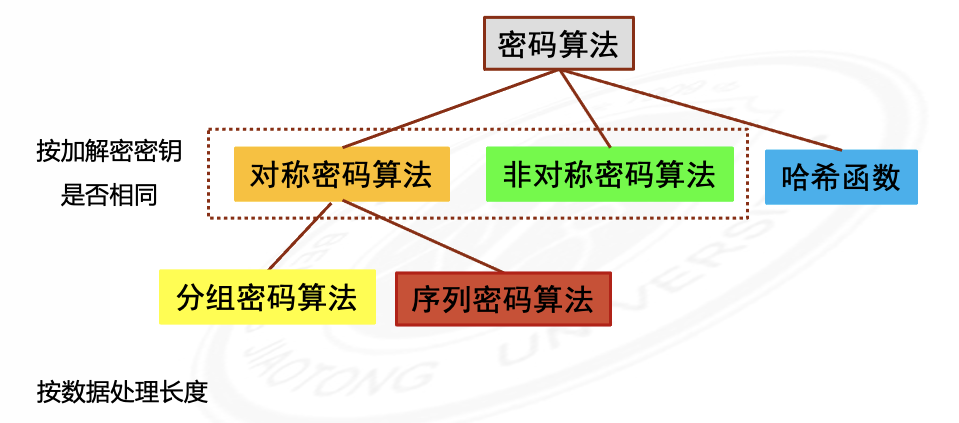 密码算法
按加解密密钥
是否相同
对称密码算法
非对称密码算法
哈希函数
分组密码算法
序列密码算法
按数据处理长度
JIAOTONG UNIVERS